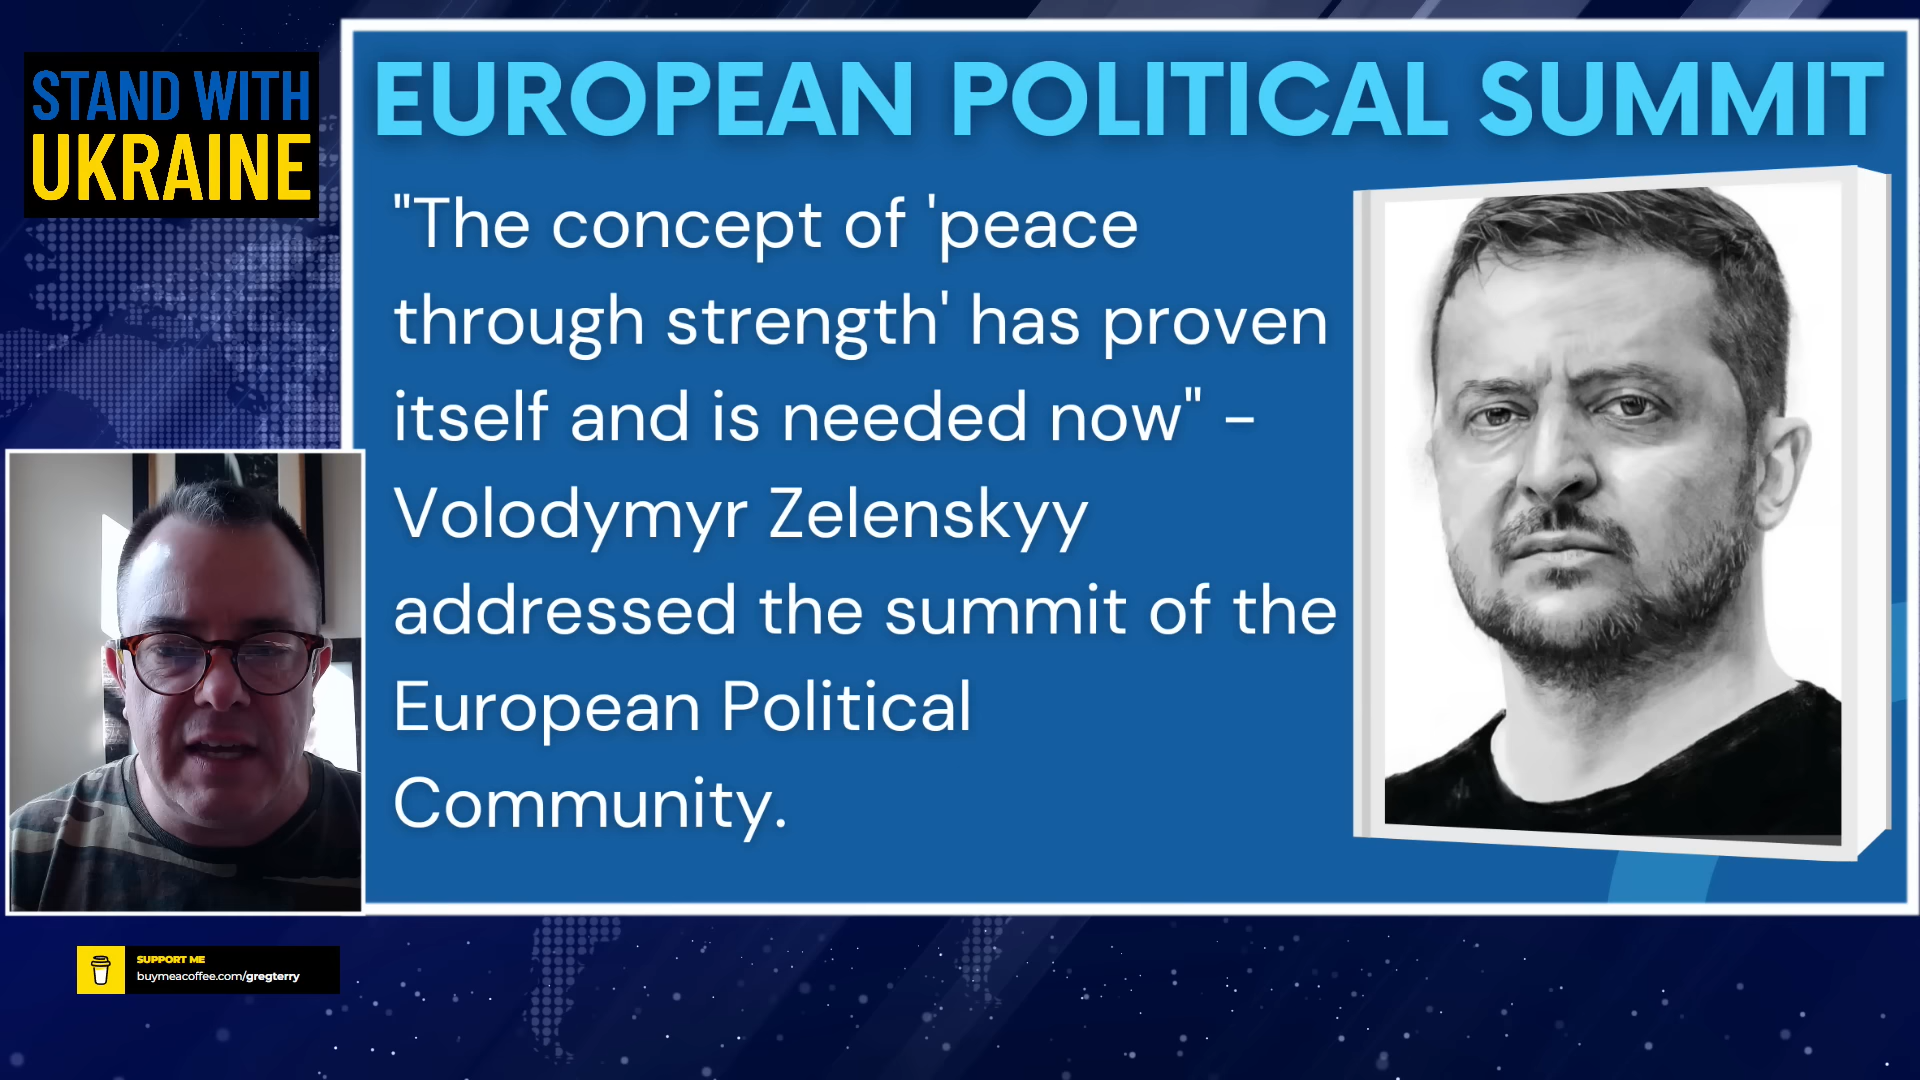 STAND WITH
UKRAINE
EUROPEAN POLITICAL SUMMIT
"The concept of 'peace
through strength' has proven
itself and is needed now" -
Volodymyr Zelenskyy
addressed the summit of the
European Political
Community.
SUPPORT ME
buymeacoffee.com/gregterry